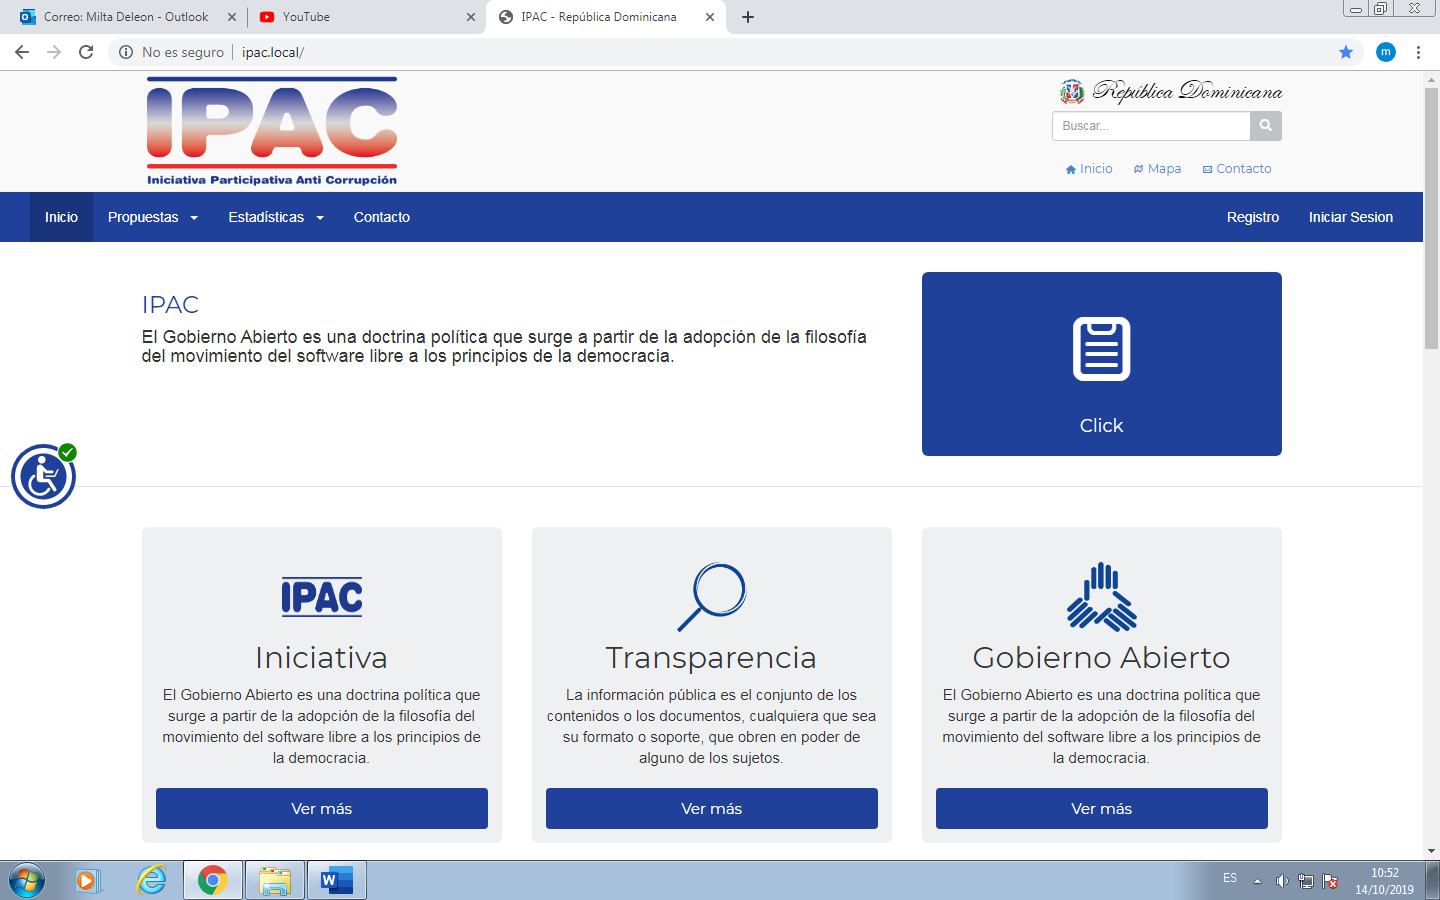 Correo: Milta Deleon - Outlook
YouTube
IPAC - República Dominicana
No es seguro
ipac.local/
m
IPAC
Iniciativa Participativa Anti Corrupción
República Dominicana
Buscar...
Inicio
Mapa
Contacto
Inicio
Propuestas
Estadísticas
Contacto
Registro
Iniciar Sesion
IPAC
El Gobierno Abierto es una doctrina política que surge a partir de la adopción de la filosofía
del movimiento del software libre a los principios de la democracia.
Click
IPAC
Iniciativa
El Gobierno Abierto es una doctrina política que
surge a partir de la adopción de la filosofía del
movimiento del software libre a los principios de
la democracia.
Ver más
Transparencia
La información pública es el conjunto de los
contenidos o los documentos, cualquiera que sea
su formato o soporte, que obren en poder de
alguno de los sujetos.
Ver más
Gobierno Abierto
El Gobierno Abierto es una doctrina política que
surge a partir de la adopción de la filosofía del
movimiento del software libre a los principios de
la democracia.
Ver más
ES
10:52
14/10/2019